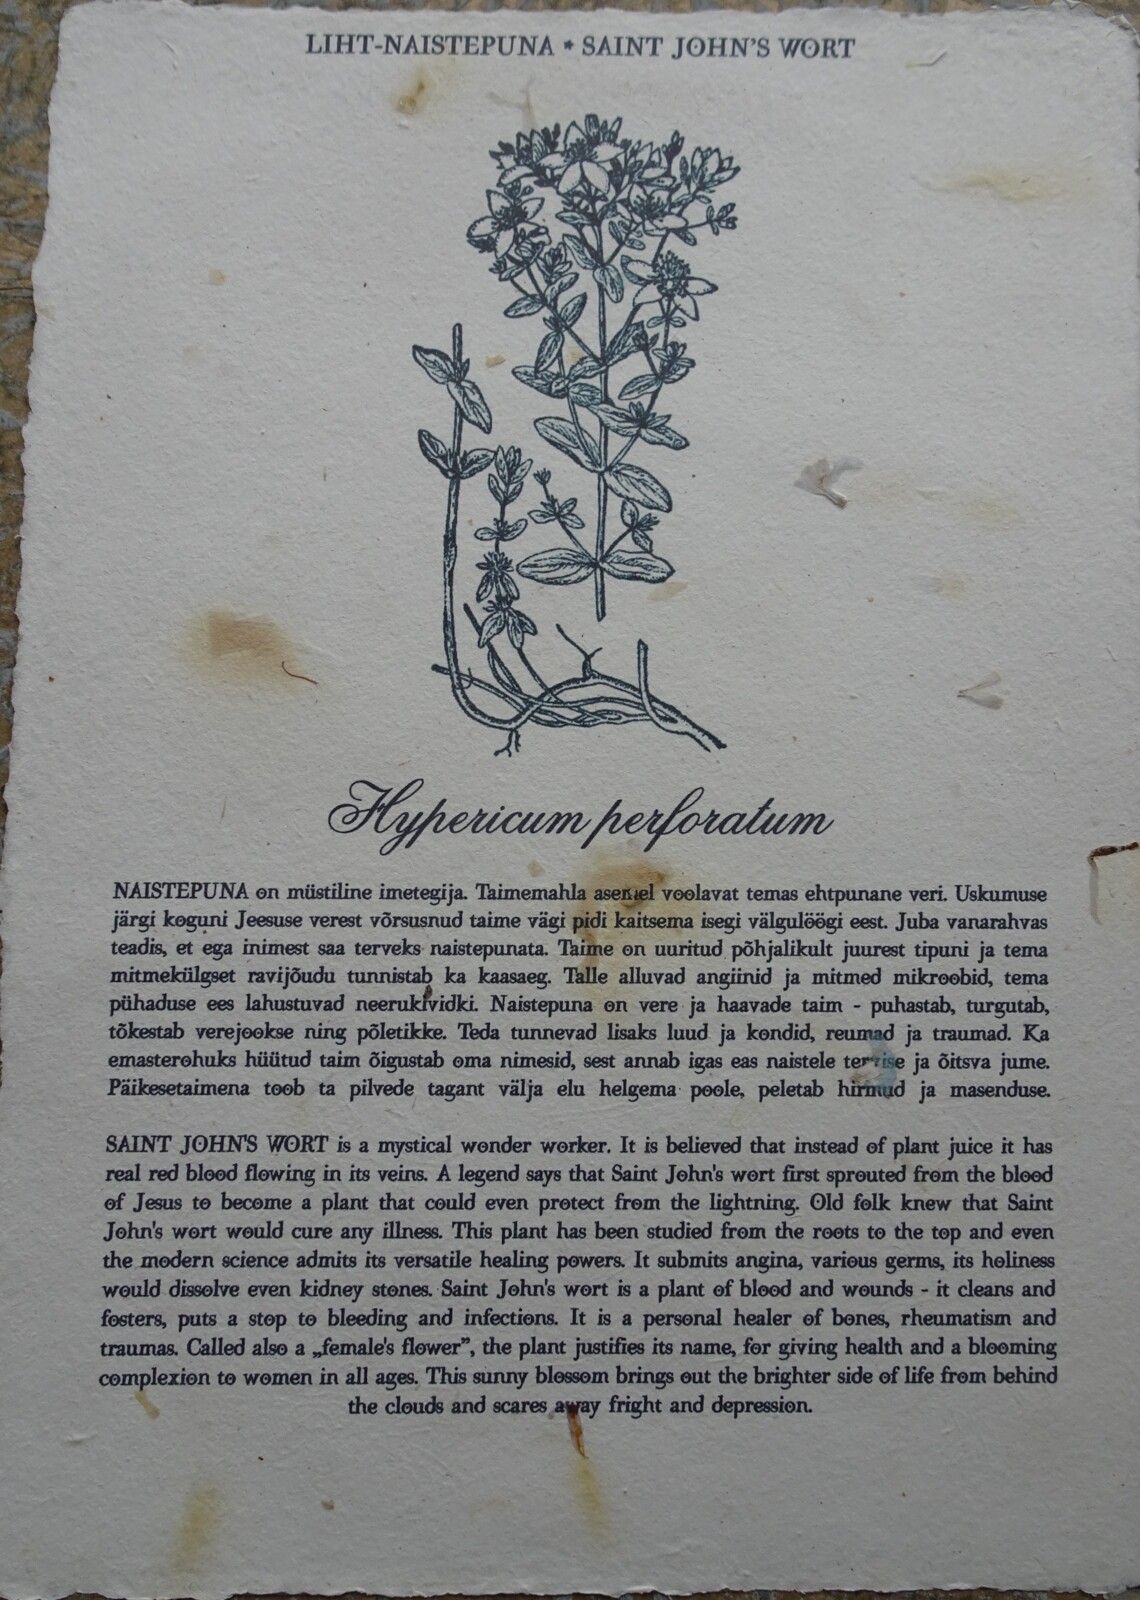 LIHT-NAISTEPUNA * SAINT JOHN'S WORT
Hypericum perforatum
NAISTEPUNA on müstiline imetegija. Taimemahla asemel voolavat temas ehtpunane veri. Uskumuse
järgi koguni Jeesuse verest võrsusnud taime vägi pidi kaitsema isegi välgulöögi eest. Juba vanarahvas
teadis, et ega inimest saa terveks naistepunata. Taime on uuritud põhjalikult juurest tipuni ja tema
mitmekülgset ravijõudu tunnistab ka kaasaeg. Talle alluvad angiinid ja mitmed mikroobid, tema
pühaduse ees lahustuvad neerukividki. Naistepuna on vere ja haavade taim - puhastab, turgutab,
tõkestab verejookse ning põletikke. Teda tunnevad lisaks luud ja kondid, reumad ja traumad. Ka
emasterohuks hüütud taim õigustab oma nimesid, sest annab igas eas naistele tervise ja õitsva jume.
Päikesetaimena toob ta pilvede tagant välja elu helgema poole, peletab hirmud ja masenduse.
SAINT JOHN'S WORT is a mystical wonder worker. It is believed that instead of plant juice it has
real red blood flowing in its veins. A legend says that Saint John's wort first sprouted from the blood
of Jesus to become a plant that could even protect from the lightning. Old folk knew that Saint
John's wort would cure any illness. This plant has been studied from the roots to the top and even
the modern science admits its versatile healing powers. It submits angina, various germs, its holiness
would dissolve even kidney stones. Saint John's wort is a plant of blood and wounds - it cleans and
fosters, puts a stop to bleeding and infections. It is a personal healer of bones, rheumatism and
traumas. Called also a „female's flower”, the plant justifies its name, for giving health and a blooming
complexion to women in all ages. This sunny blossom brings out the brighter side of life from behind
the clouds and scares away fright and depression.